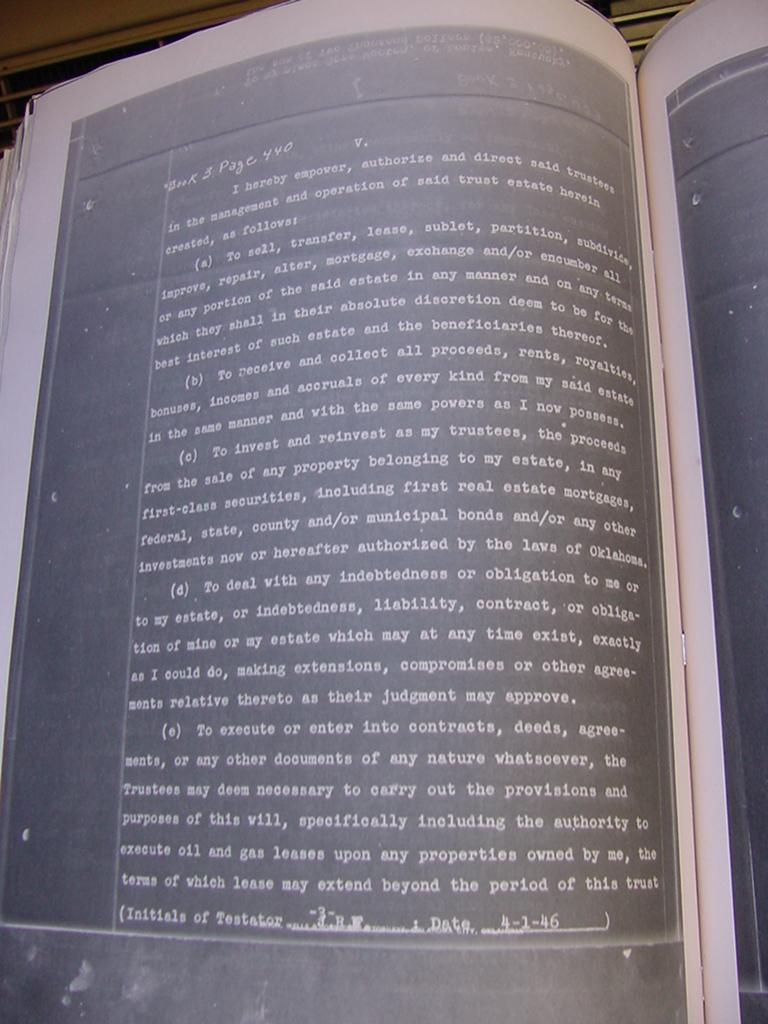 Book 3 Page 440
V.
I hereby empower, authorize and direct said trustees
in the management and operation of said trust estate herein
created, as follows:
(a) To sell, transfer, lease, sublet, partition, subdivide,
improve, repair, alter, mortgage, exchange and/or encumber all
or any portion of the said estate in any manner and on any terms
which they shall in their absolute discretion deem to be for the
best interest of such estate and the beneficiaries thereof.
(b) To receive and collect all proceeds, rents, royalties,
bonuses, incomes and accruals of every kind from my said estate
in the same manner and with the same powers as I now possess.
(c) To invest and reinvest as my trustees, the proceeds
from the sale of any property belonging to my estate, in any
first-class securities, including first real estate mortgages,
federal, state, county and/or municipal bonds and/or any other
investments now or hereafter authorized by the laws of Oklahoma.
(d) To deal with any indebtedness or obligation to me or
to my estate, or indebtedness, liability, contract, or obliga-
tion of mine or my estate which may at any time exist, exactly
as I could do, making extensions, compromises or other agree-
ments relative thereto as their judgment may approve.
(e) To execute or enter into contracts, deeds, agree-
ments, or any other documents of any nature whatsoever, the
Trustees may deem necessary to carry out the provisions and
purposes of this will, specifically including the authority to
execute oil and gas leases upon any properties owned by me, the
terms of which lease may extend beyond the period of this trust
-3-
(Initials of Testator : Date 4-1-46 )